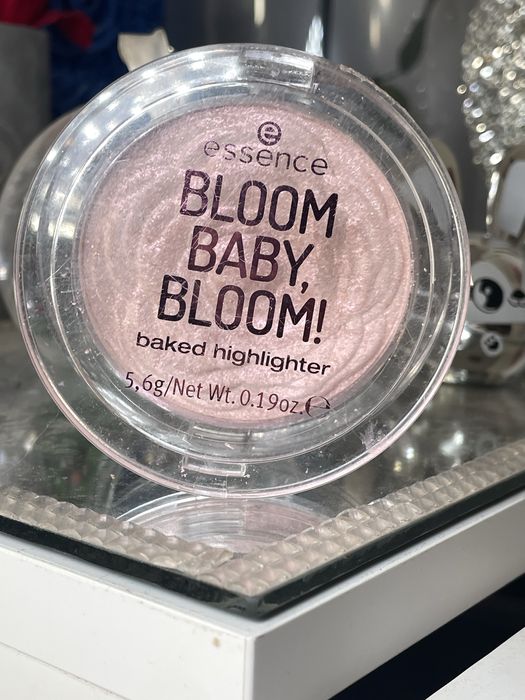 essence
BLOOM
BABY,
BLOOM!
baked highlighter
5,6g/Net Wt. 0.19oz. ℮